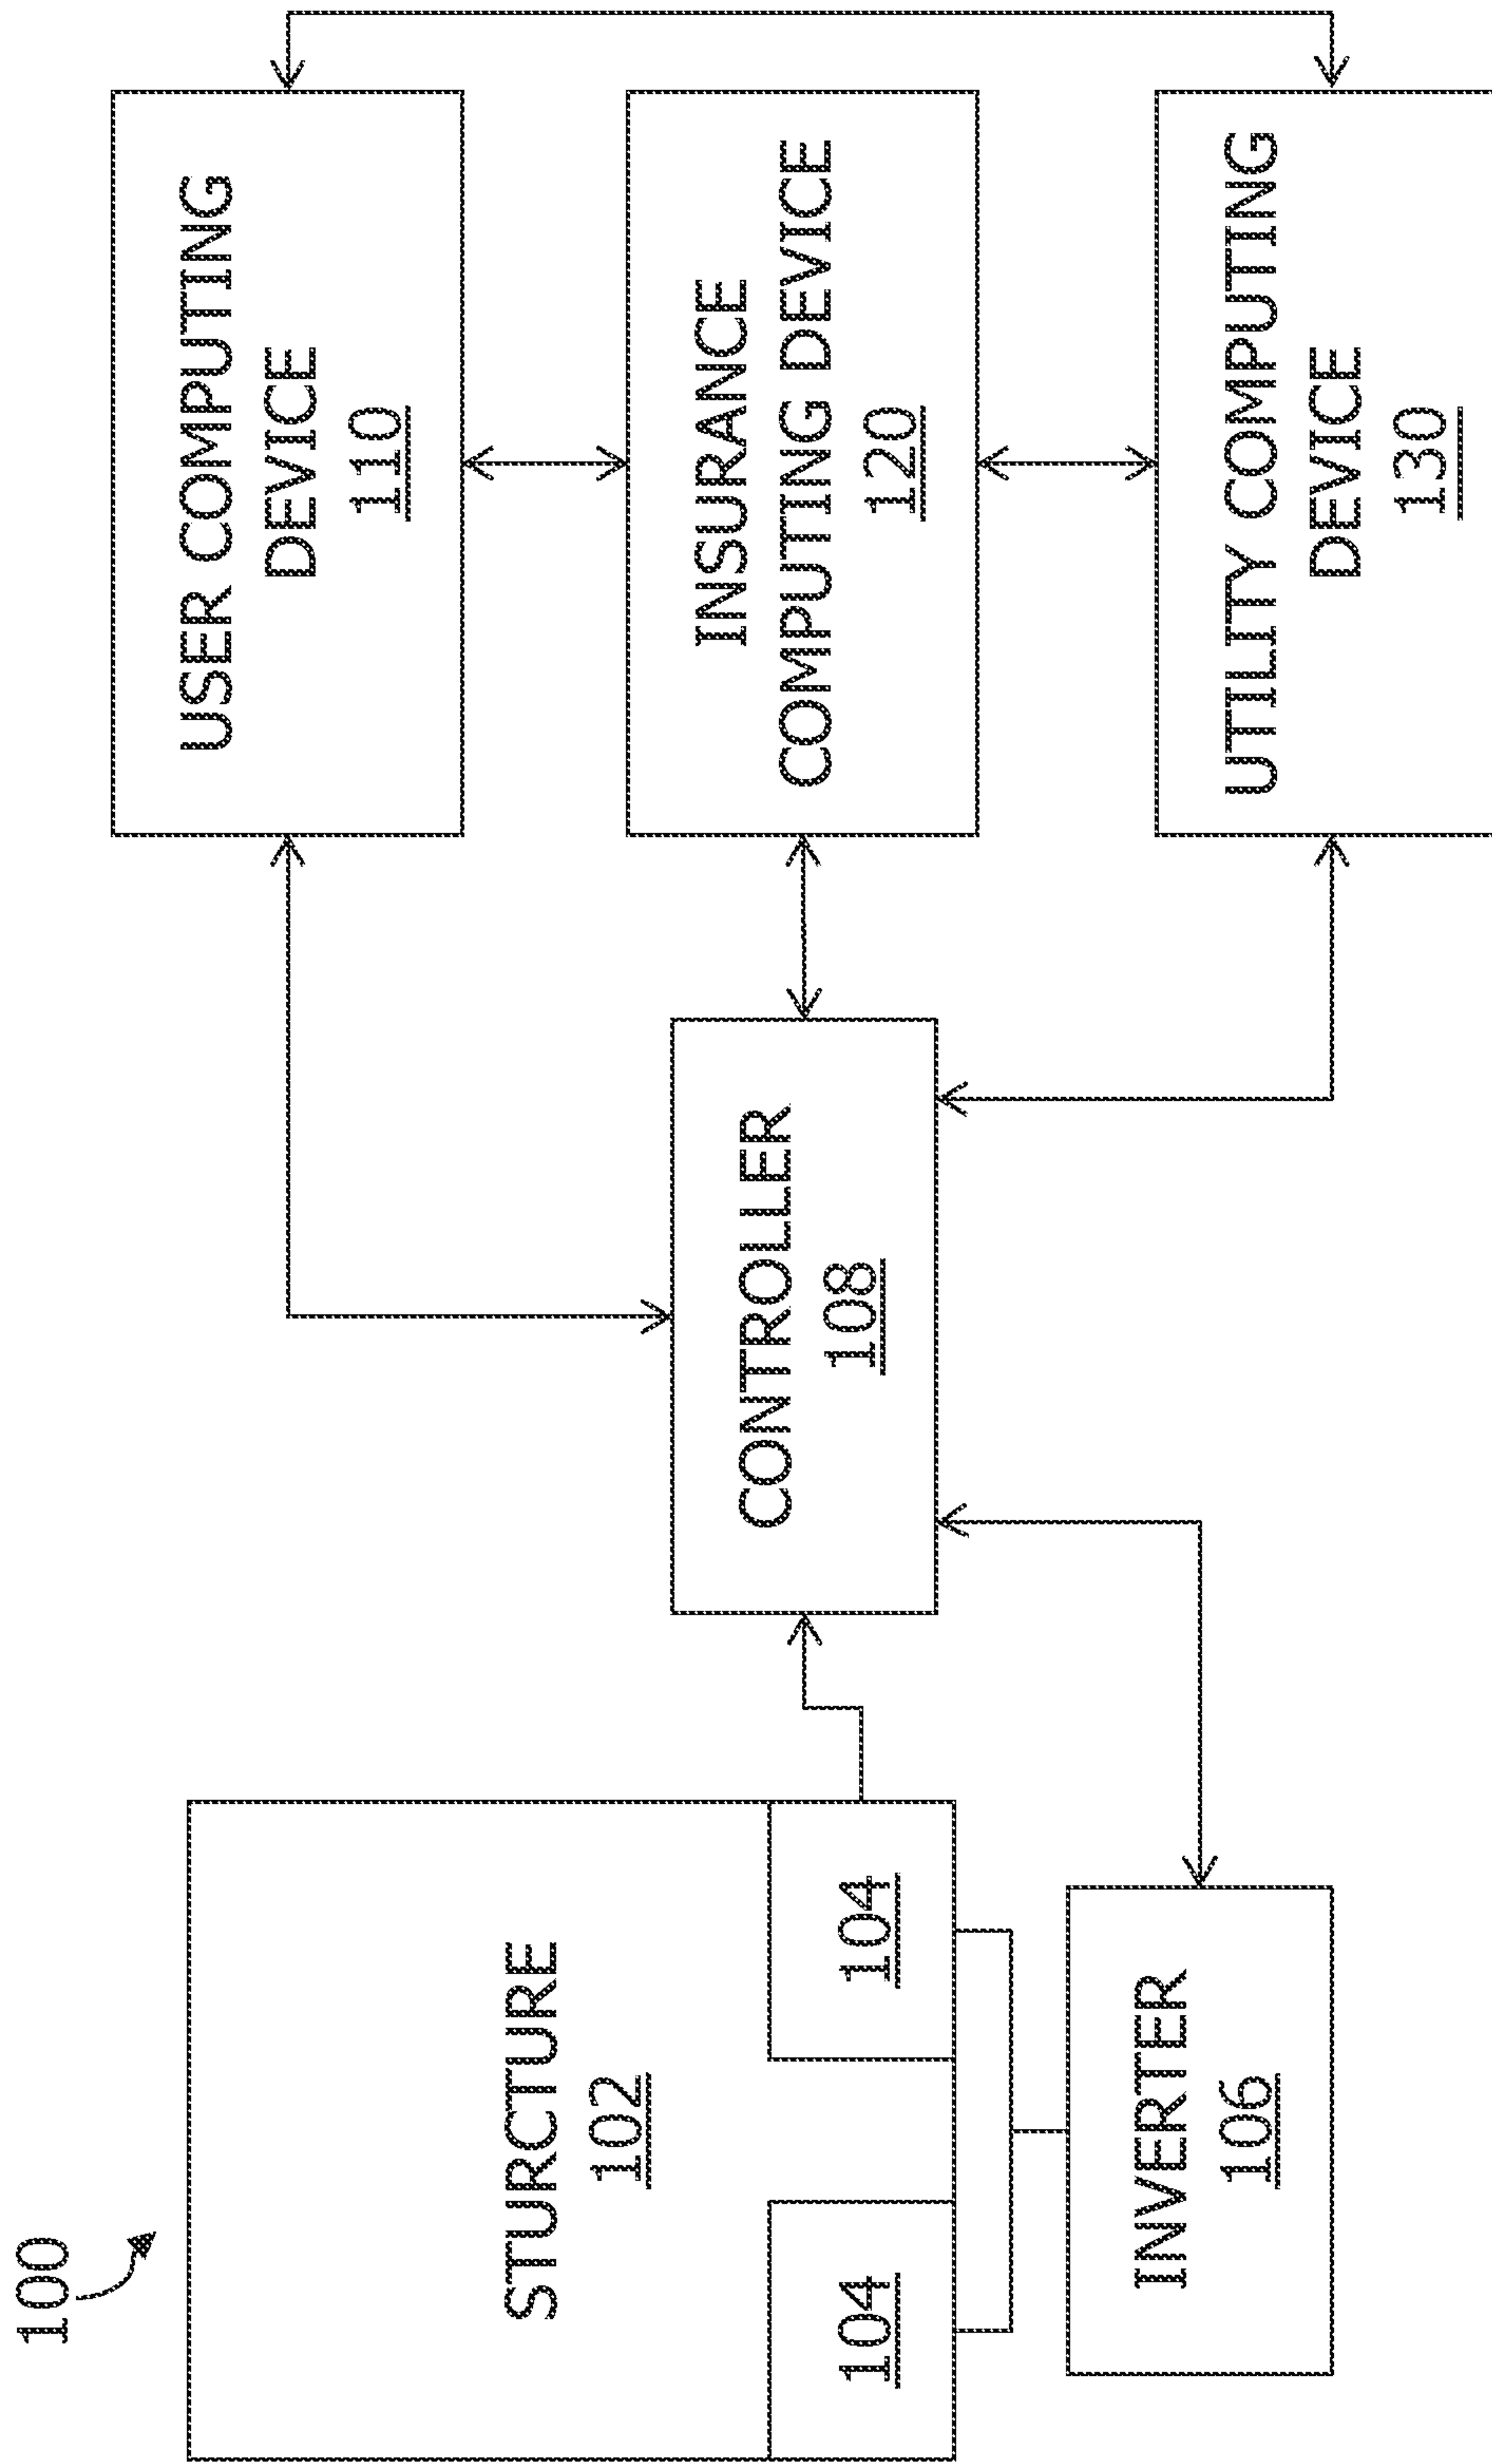 100
STURCTURE
102
104
104
INVERTER
106
CONTROLLER
108
USER COMPUTING
DEVICE
110
INSURANCE
COMPUTING DEVICE
120
UTILITY COMPUTING
DEVICE
130